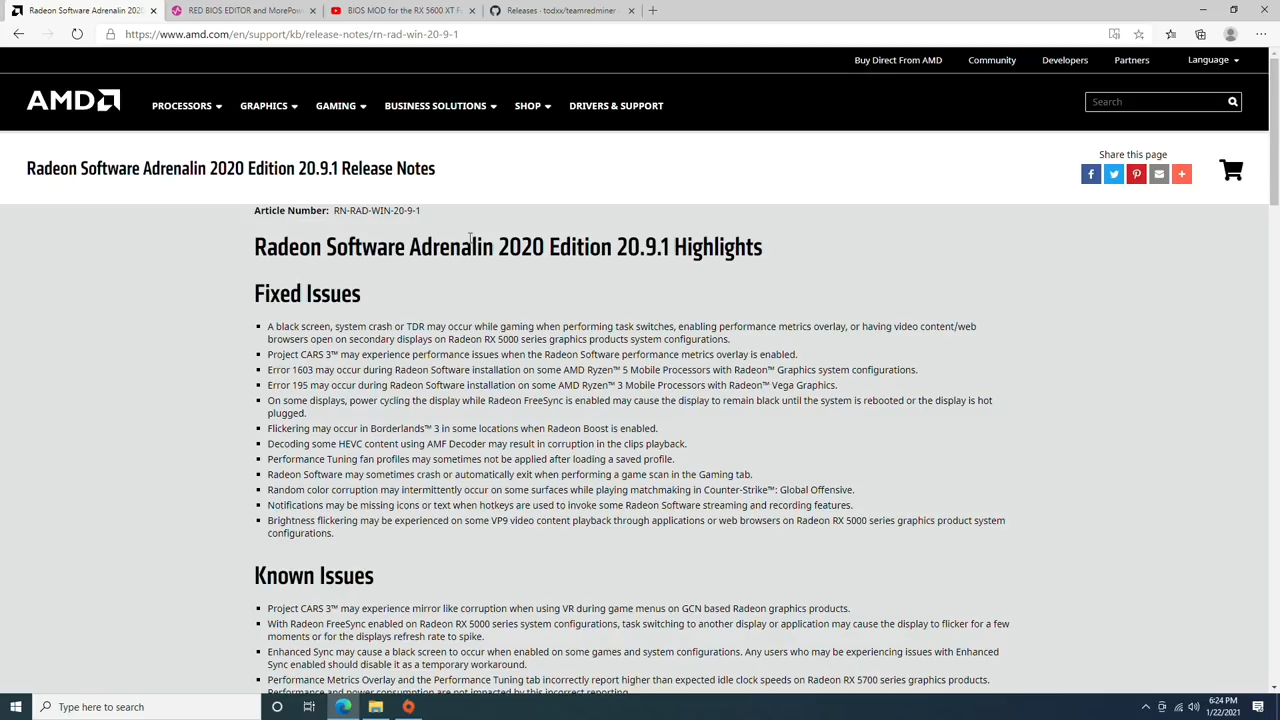 Radeon Software Adrenalin 2020
RED BIOS EDITOR and MorePow
BIOS MOD for the RX 5600 XT F
Releases · todxx/teamredminer
https://www.amd.com/en/support/kb/release-notes/rn-rad-win-20-9-1
Buy Direct From AMD Community Developers Partners Language
AMD PROCESSORS GRAPHICS GAMING BUSINESS SOLUTIONS SHOP DRIVERS & SUPPORT Search
Share this page
Radeon Software Adrenalin 2020 Edition 20.9.1 Release Notes
Article Number: RN-RAD-WIN-20-9-1
Radeon Software Adrenalin 2020 Edition 20.9.1 Highlights
Fixed Issues
A black screen, system crash or TDR may occur while gaming when performing task switches, enabling performance metrics overlay, or having video content/web
browsers open on secondary displays on Radeon RX 5000 series graphics products system configurations.
Project CARS 3™ may experience performance issues when the Radeon Software performance metrics overlay is enabled.
Error 1603 may occur during Radeon Software installation on some AMD Ryzen™ 5 Mobile Processors with Radeon™ Graphics system configurations.
Error 195 may occur during Radeon Software installation on some AMD Ryzen™ 3 Mobile Processors with Radeon™ Vega Graphics.
On some displays, power cycling the display while Radeon FreeSync is enabled may cause the display to remain black until the system is rebooted or the display is hot
plugged.
Flickering may occur in Borderlands™ 3 in some locations when Radeon Boost is enabled.
Decoding some HEVC content using AMF Decoder may result in corruption in the clips playback.
Performance Tuning fan profiles may sometimes not be applied after loading a saved profile.
Radeon Software may sometimes crash or automatically exit when performing a game scan in the Gaming tab.
Random color corruption may intermittently occur on some surfaces while playing matchmaking in Counter-Strike™: Global Offensive.
Notifications may be missing icons or text when hotkeys are used to invoke some Radeon Software streaming and recording features.
Brightness flickering may be experienced on some VP9 video content playback through applications or web browsers on Radeon RX 5000 series graphics product system
configurations.
Known Issues
Project CARS 3™ may experience mirror like corruption when using VR during game menus on GCN based Radeon graphics products.
With Radeon FreeSync enabled on Radeon RX 5000 series system configurations, task switching to another display or application may cause the display to flicker for a few
moments or for the displays refresh rate to spike.
Enhanced Sync may cause a black screen to occur when enabled on some games and system configurations. Any users who may be experiencing issues with Enhanced
Sync enabled should disable it as a temporary workaround.
Performance Metrics Overlay and the Performance Tuning tab incorrectly report higher than expected idle clock speeds on Radeon RX 5700 series graphics products.
Performance and power consumption are not impacted by this incorrect reporting.
Type here to search
6:24 PM
1/22/2021